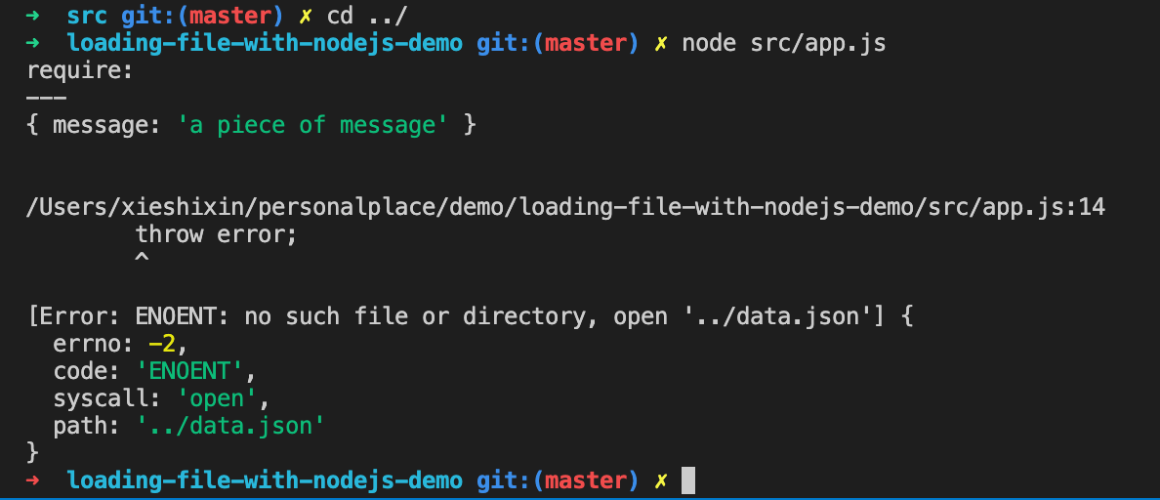 ➜  src git:(master) ✗ cd ../
➜  loading-file-with-nodejs-demo git:(master) ✗ node src/app.js
require:
———
{ message: 'a piece of message' }
/Users/xieshixin/personalplace/demo/loading-file-with-nodejs-demo/src/app.js:14
        throw error;
        ^
[Error: ENOENT: no such file or directory, open '../data.json'] {
  errno: -2,
  code: 'ENOENT',
  syscall: 'open',
  path: '../data.json'
}
➜  loading-file-with-nodejs-demo git:(master) ✗